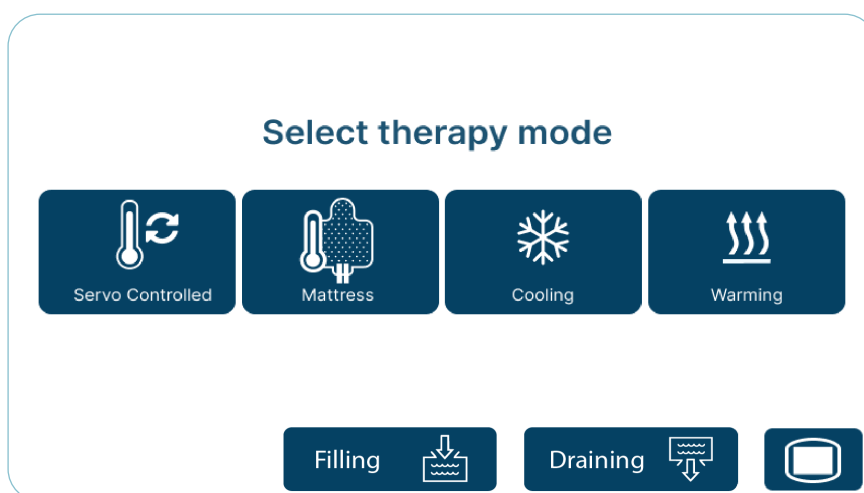 Select therapy mode
Servo Controlled
Mattress
Cooling
Warming
Filling
Draining